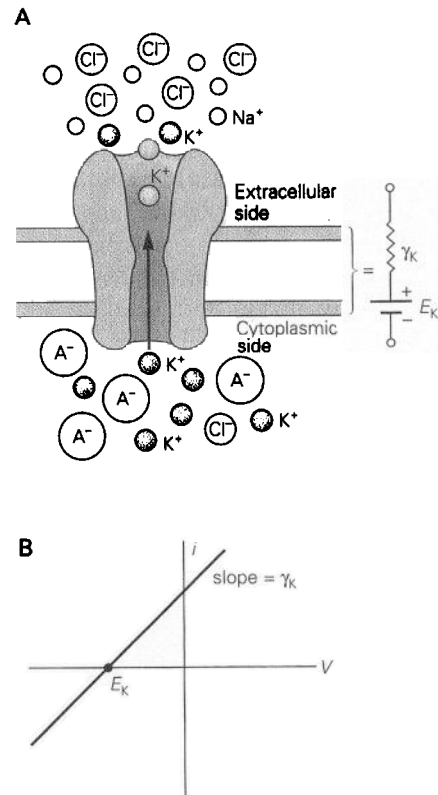 A
Cl⁻
Cl⁻
Cl⁻
Cl⁻
Cl⁻
Na⁺
K⁺
K⁺
Extracellular
side
γK
=
+
EK
−
Cytoplasmic
side
A⁻
K⁺
A⁻
A⁻
A⁻
Cl⁻
K⁺
K⁺
B
i
slope = γK
V
EK